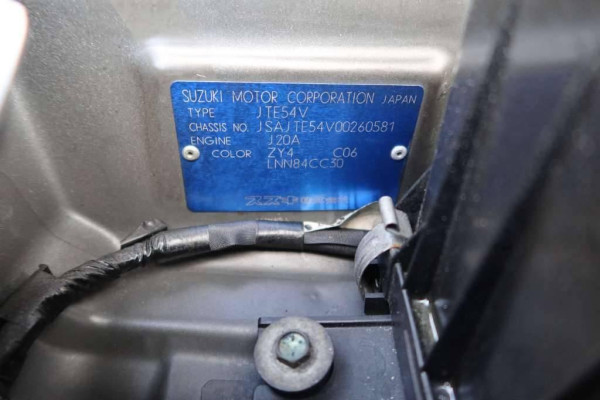 SUZUKI MOTOR CORPORATION JAPAN
TYPE JTE54V
CHASSIS NO. JSAJTE54V00260581
ENGINE J20A
COLOR ZY4 C06
LNN84CC30